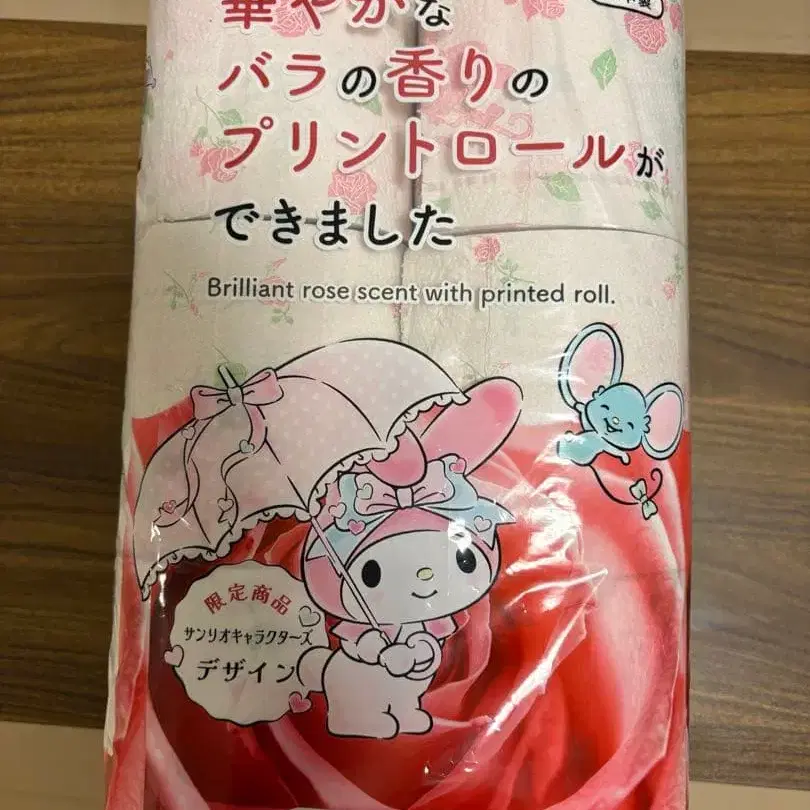 華やかな
バラの香りの
プリントロールが
できました
Brilliant rose scent with printed roll.
限定商品
サンリオキャラクターズ
デザイン